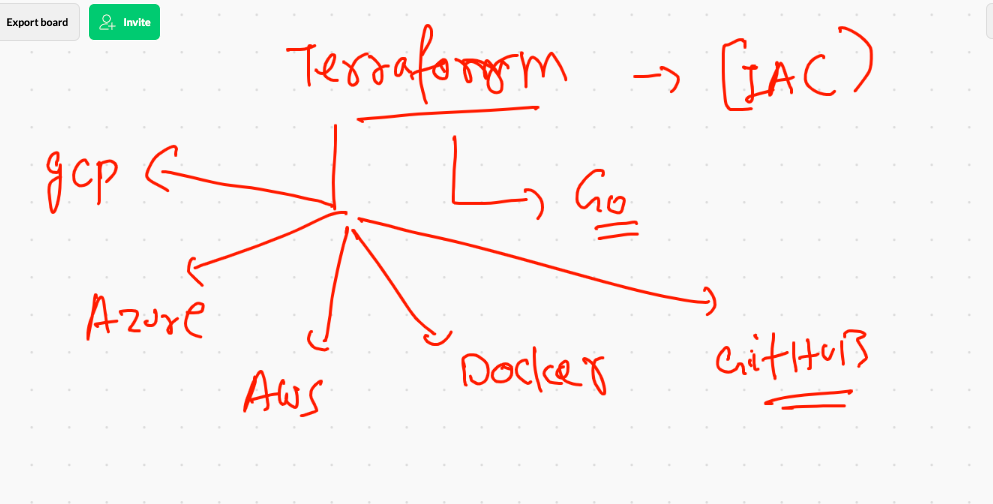 Export board
Invite
Terraform → [IAC)
gcp
Go
Azure
AWS
Docker
GitHuB